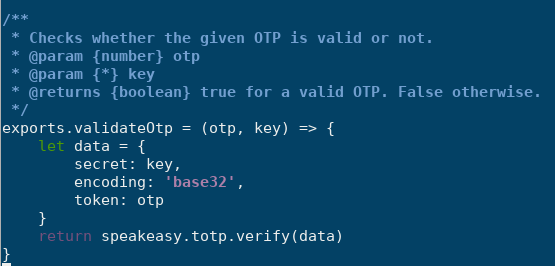 /**
 * Checks whether the given OTP is valid or not.
 * @param {number} otp
 * @param {*} key
 * @returns {boolean} true for a valid OTP. False otherwise.
 */
exports.validateOtp = (otp, key) => {
    let data = {
        secret: key,
        encoding: 'base32',
        token: otp
    }
    return speakeasy.totp.verify(data)
}